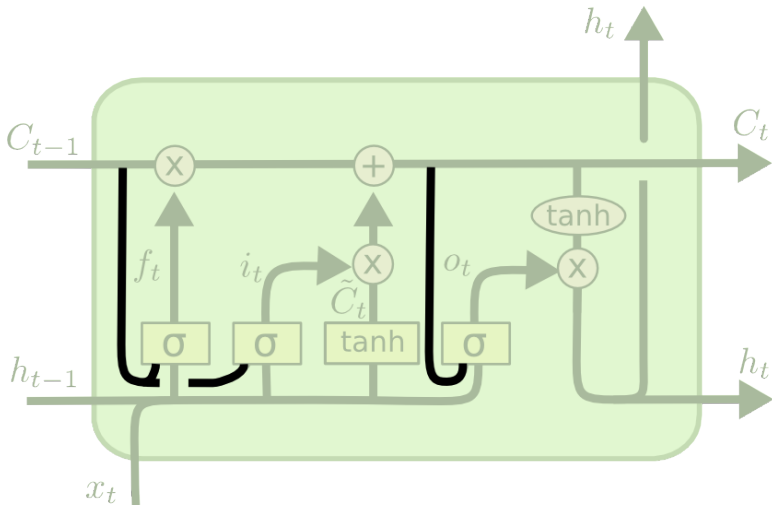 h_t
C_{t-1}
C_t
x
+
tanh
f_t
i_t
x
o_t
x
C̃_t
σ
σ
tanh
σ
h_{t-1}
h_t
x_t